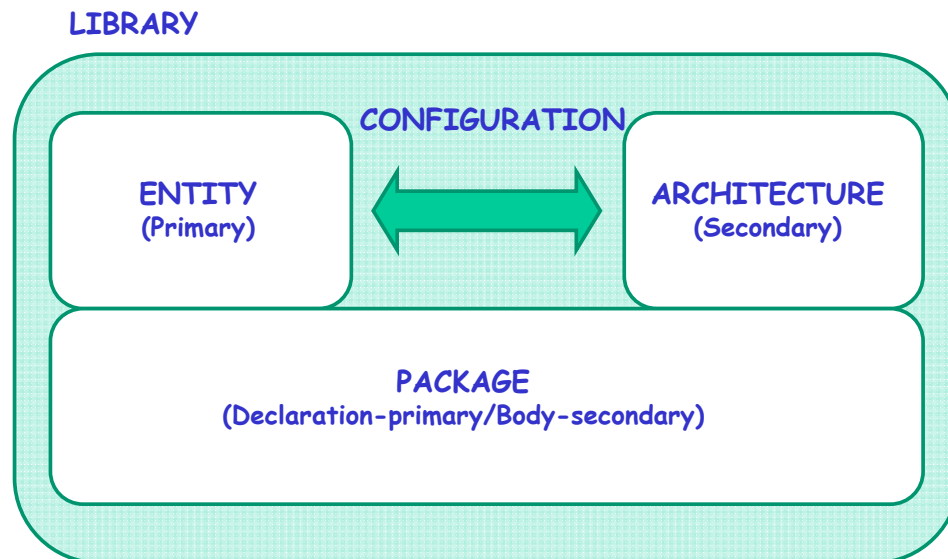 LIBRARY
CONFIGURATION
ENTITY
(Primary)
ARCHITECTURE
(Secondary)
PACKAGE
(Declaration-primary/Body-secondary)